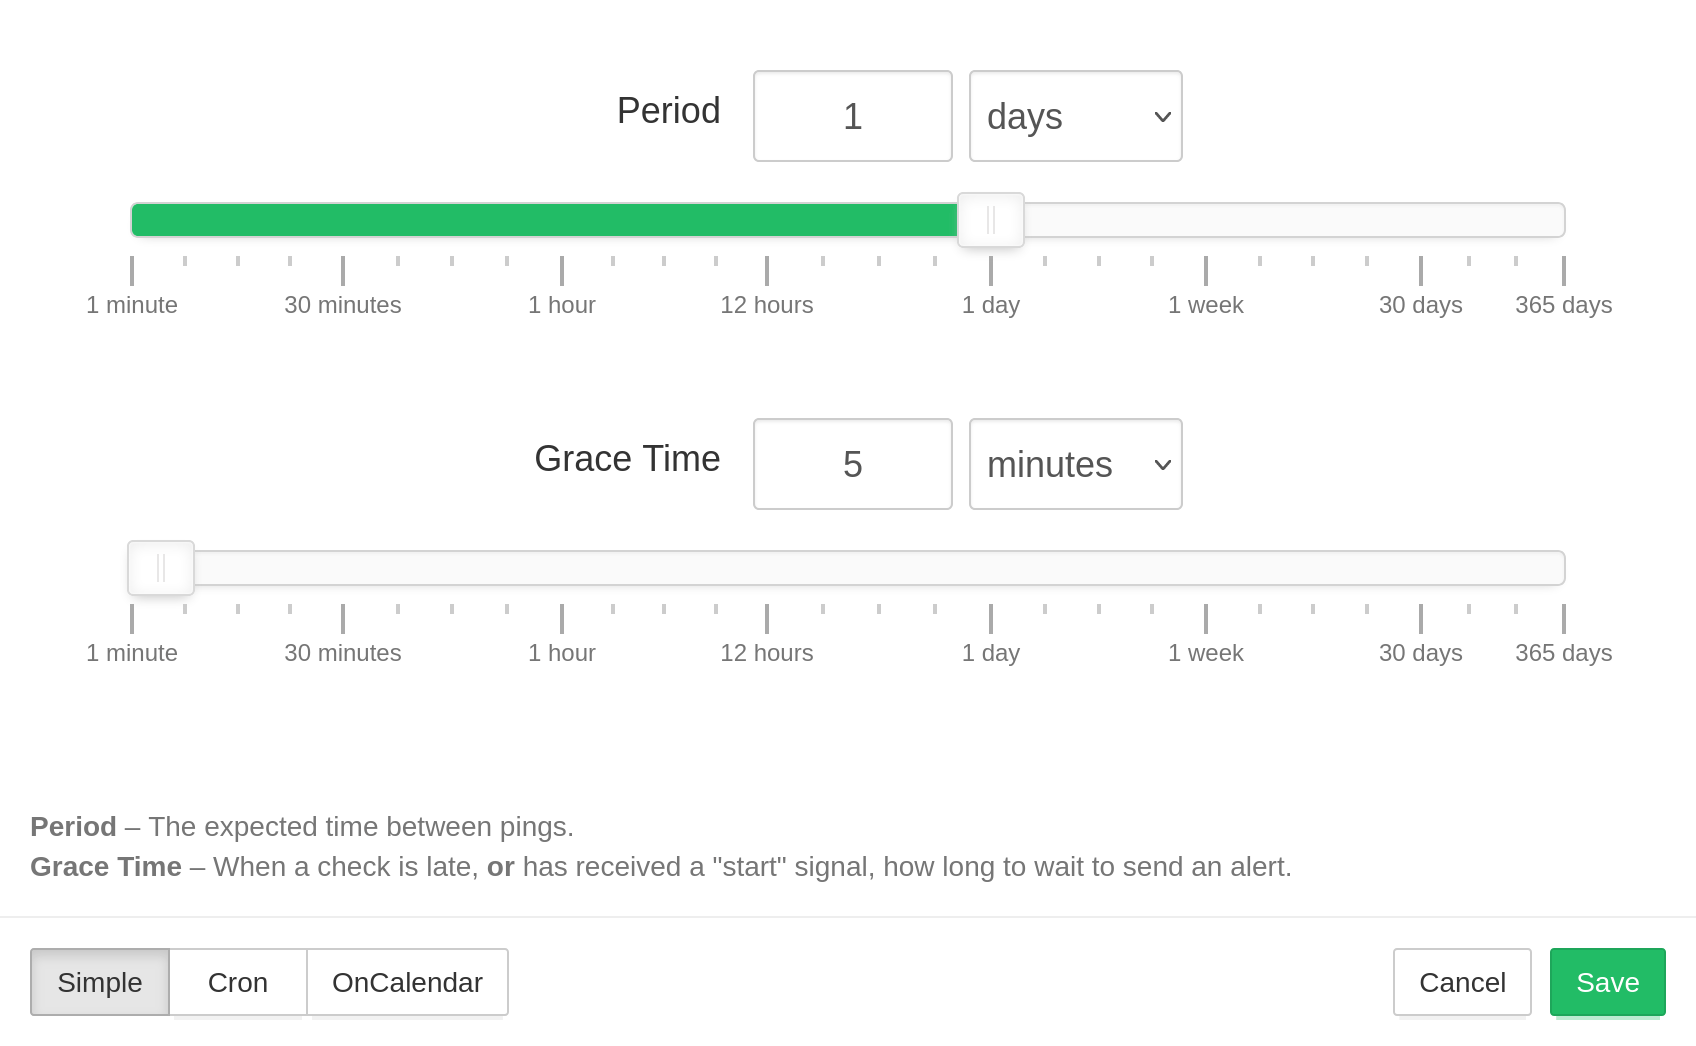 Period 1 days
1 minute 30 minutes 1 hour 12 hours 1 day 1 week 30 days 365 days
Grace Time 5 minutes
1 minute 30 minutes 1 hour 12 hours 1 day 1 week 30 days 365 days
Period – The expected time between pings.
Grace Time – When a check is late, or has received a "start" signal, how long to wait to send an alert.
Simple Cron OnCalendar Cancel Save